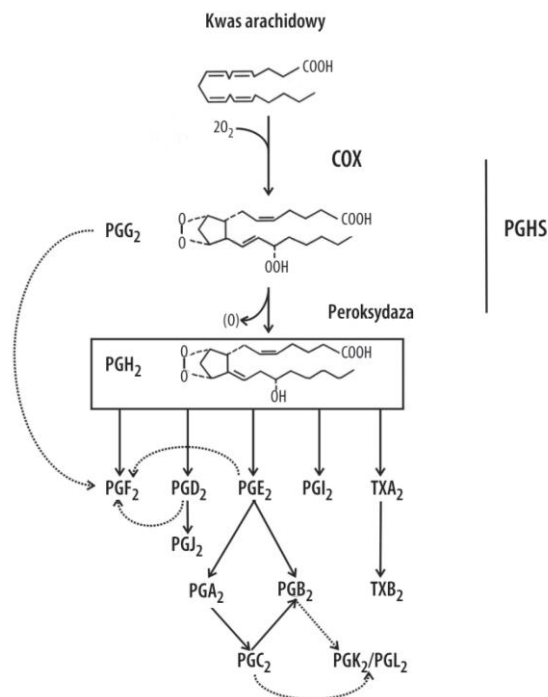 Kwas arachidowy
COOH
2O2
COX
PGHS
PGG2
O
O
COOH
OOH
(O)
Peroksydaza
PGH2
O
O
COOH
OH
PGF2 PGD2 PGE2 PGI2 TXA2
PGJ2
PGA2 PGB2 TXB2
PGC2 PGK2/PGL2